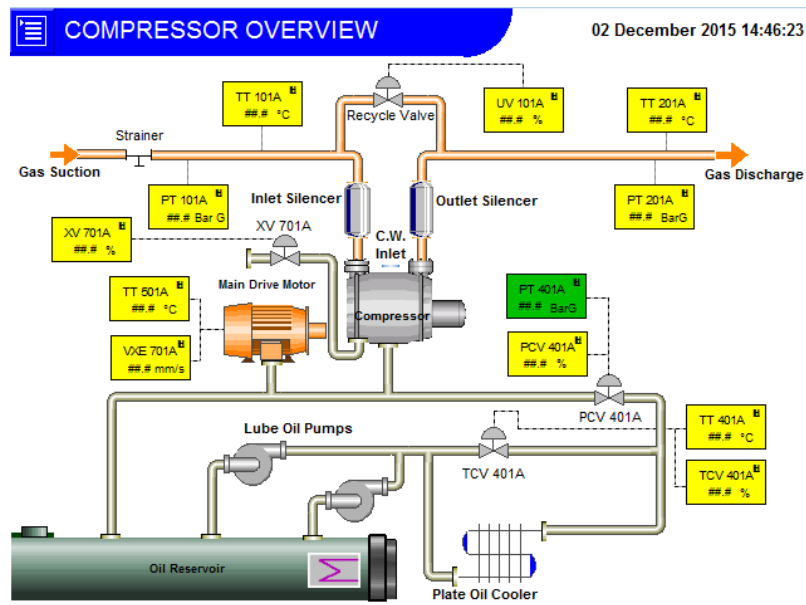 COMPRESSOR OVERVIEW
02 December 2015 14:46:23
TT 101A H
##.# °C
Recycle Valve
UV 101A H
##.# %
TT 201A H
##.# °C
Strainer
Gas Suction
Gas Discharge
PT 101A H
##.# Bar G
Inlet Silencer
Outlet Silencer
PT 201A H
##.# BarG
XV 701A H
##.# %
XV 701A
C.W.
Inlet
TT 501A H
##.# °C
Main Drive Motor
Compressor
PT 401A H
##.# BarG
VXE 701A H
##.# mm/s
PCV 401A H
##.# %
PCV 401A
TT 401A H
##.# °C
Lube Oil Pumps
TCV 401A
TCV 401A H
##.# %
Oil Reservoir
Plate Oil Cooler